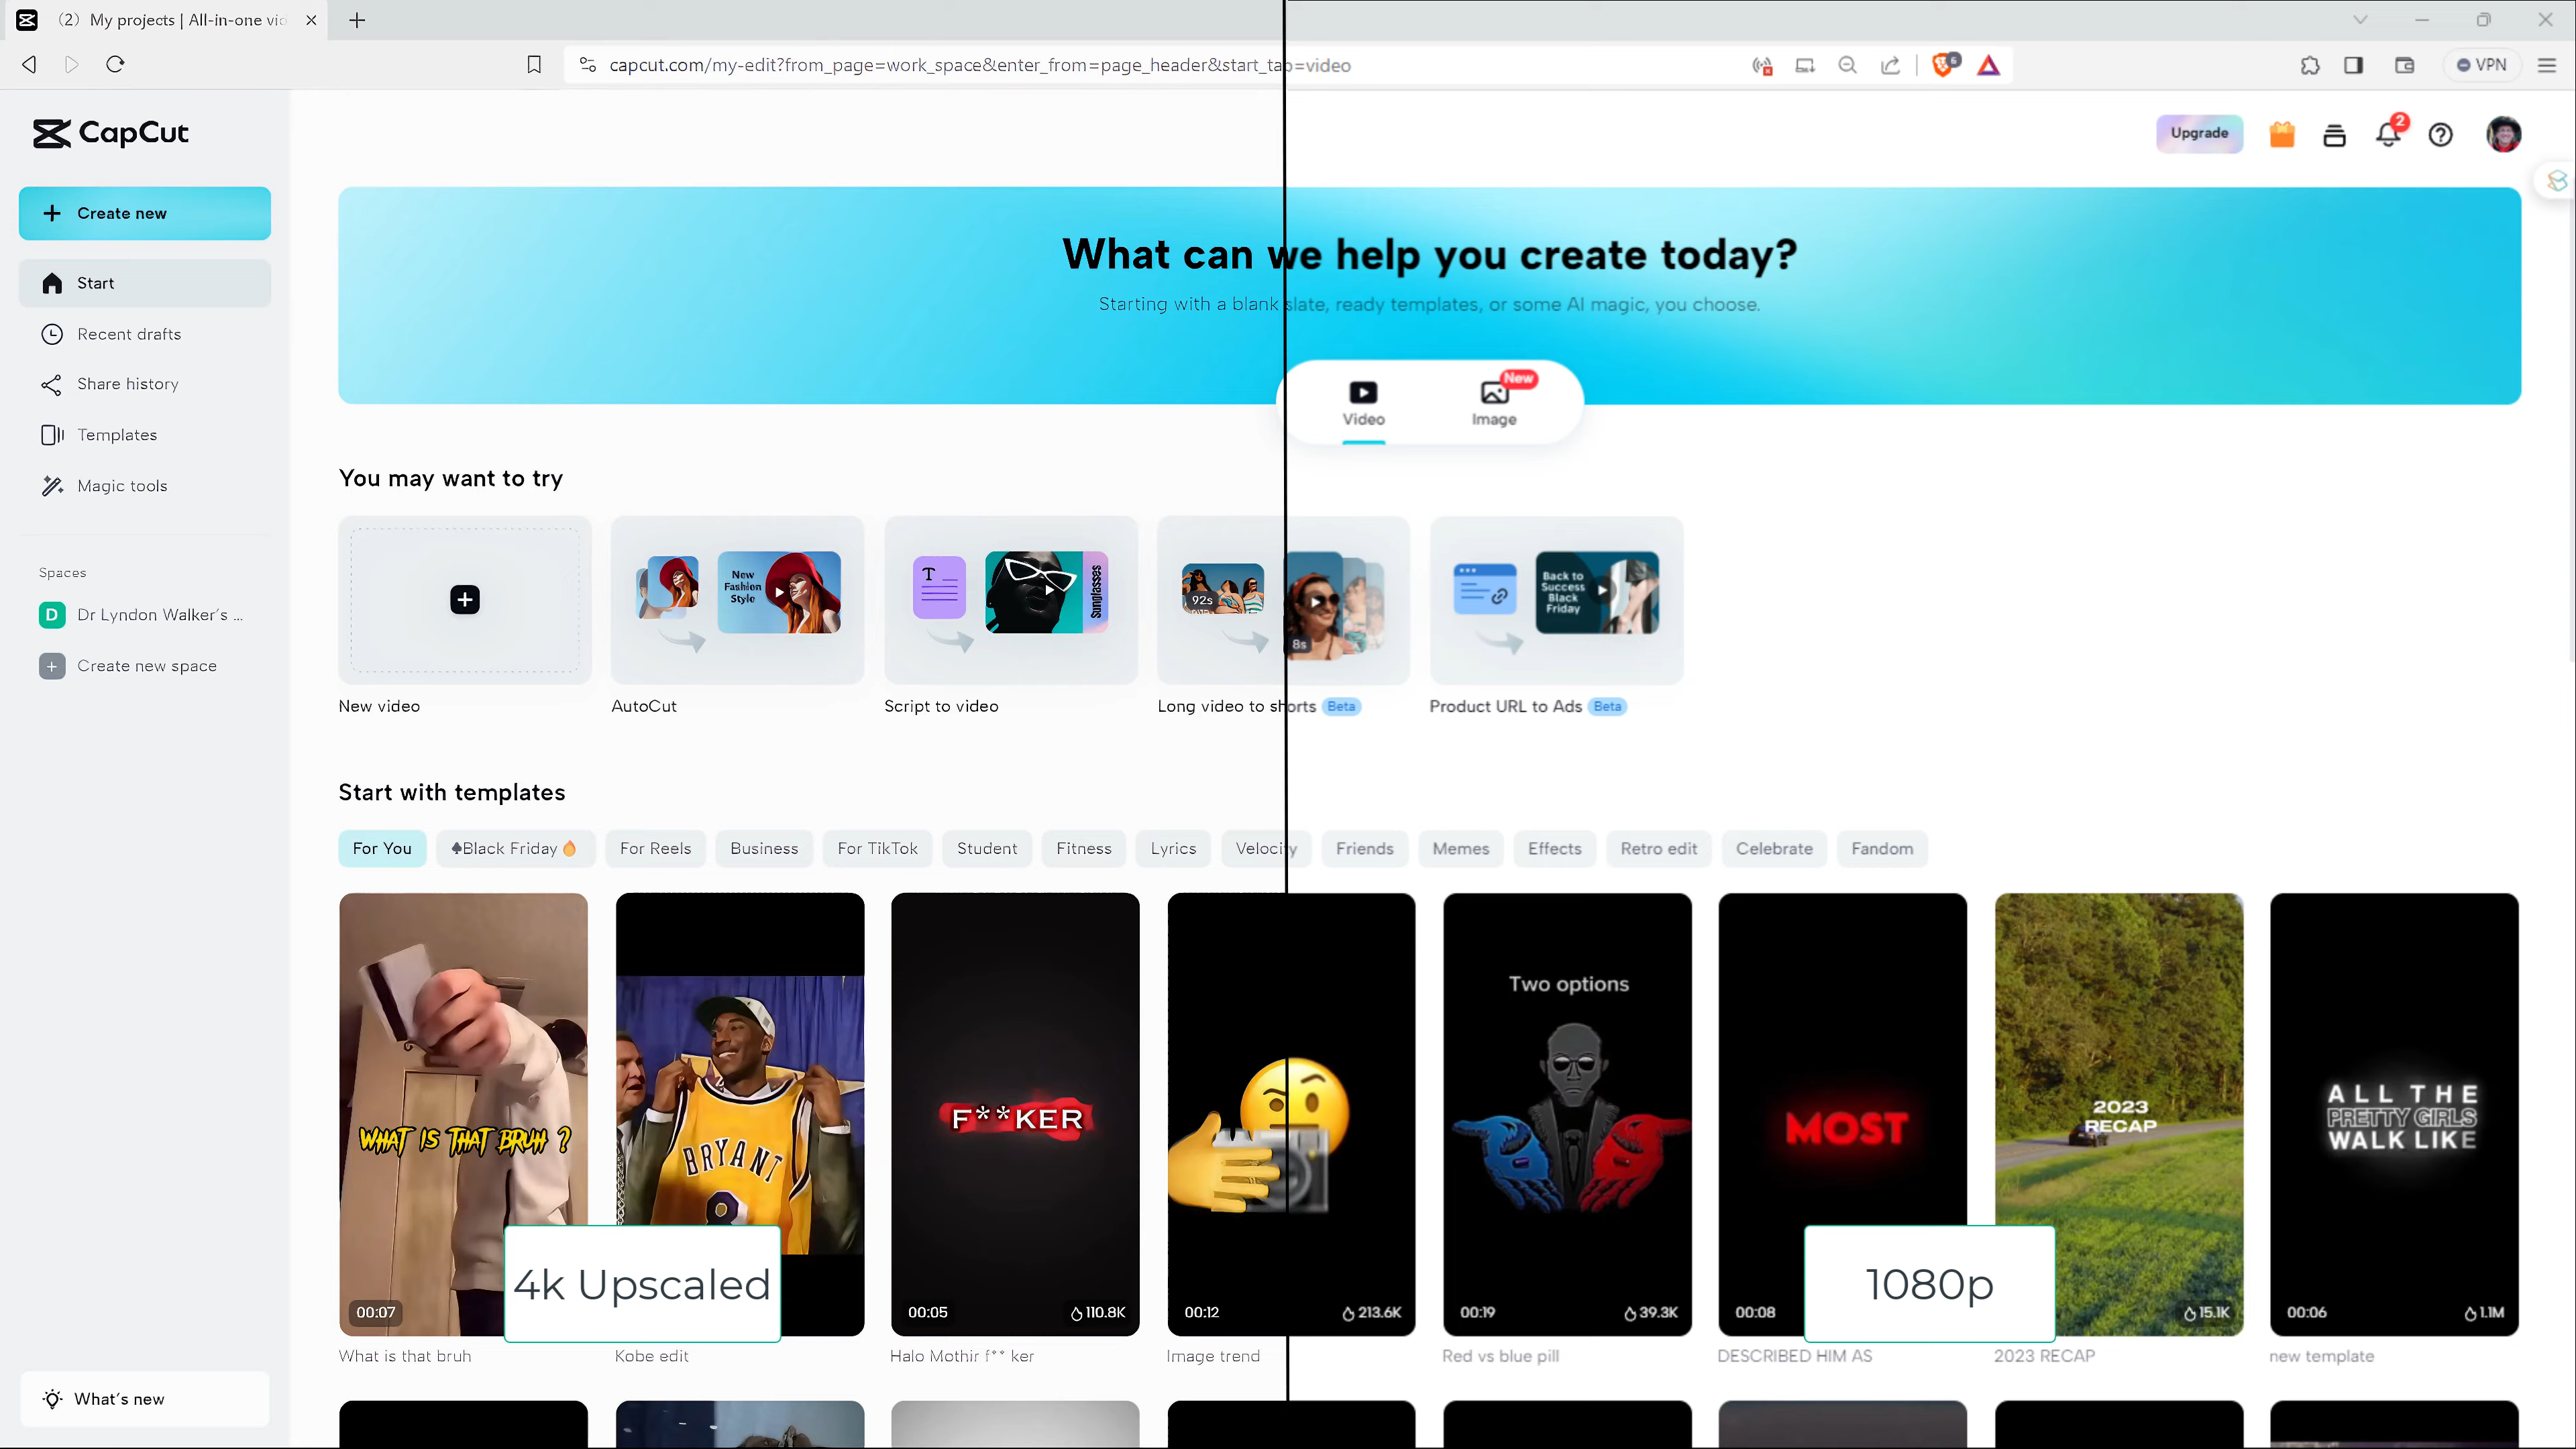 (2) My projects | All-in-one vid
capcut.com/my-edit?from_page=work_space&enter_from=page_header&start_tab=video
6
VPN
CapCut
Upgrade
2
Create new
Start
Recent drafts
Share history
Templates
Magic tools
Spaces
D Dr Lyndon Walker's ...
Create new space
What's new
What can we help you create today?
Starting with a blank slate, ready templates, or some AI magic, you choose.
Video
New
Image
You may want to try
New
Fashion
Style
T
Sunglasses
92s
8s
Back to
Success
Black
Friday
New video
AutoCut
Script to video
Long video to shorts Beta
Product URL to Ads Beta
Start with templates
For You
♠Black Friday🔥
For Reels
Business
For TikTok
Student
Fitness
Lyrics
Velocity
Friends
Memes
Effects
Retro edit
Celebrate
Fandom
WHAT IS THAT BRUH ?
00:07
What is that bruh
BRYANT
8
Kobe edit
F**KER
00:05
110.8K
Halo Mothir f** ker
00:12
213.6K
Image trend
Two options
00:19
39.3K
Red vs blue pill
MOST
00:08
DESCRIBED HIM AS
2023
RECAP
15.1K
2023 RECAP
ALL THE
PRETTY GIRLS
WALK LIKE
00:06
1.1M
new template
4k Upscaled
1080p